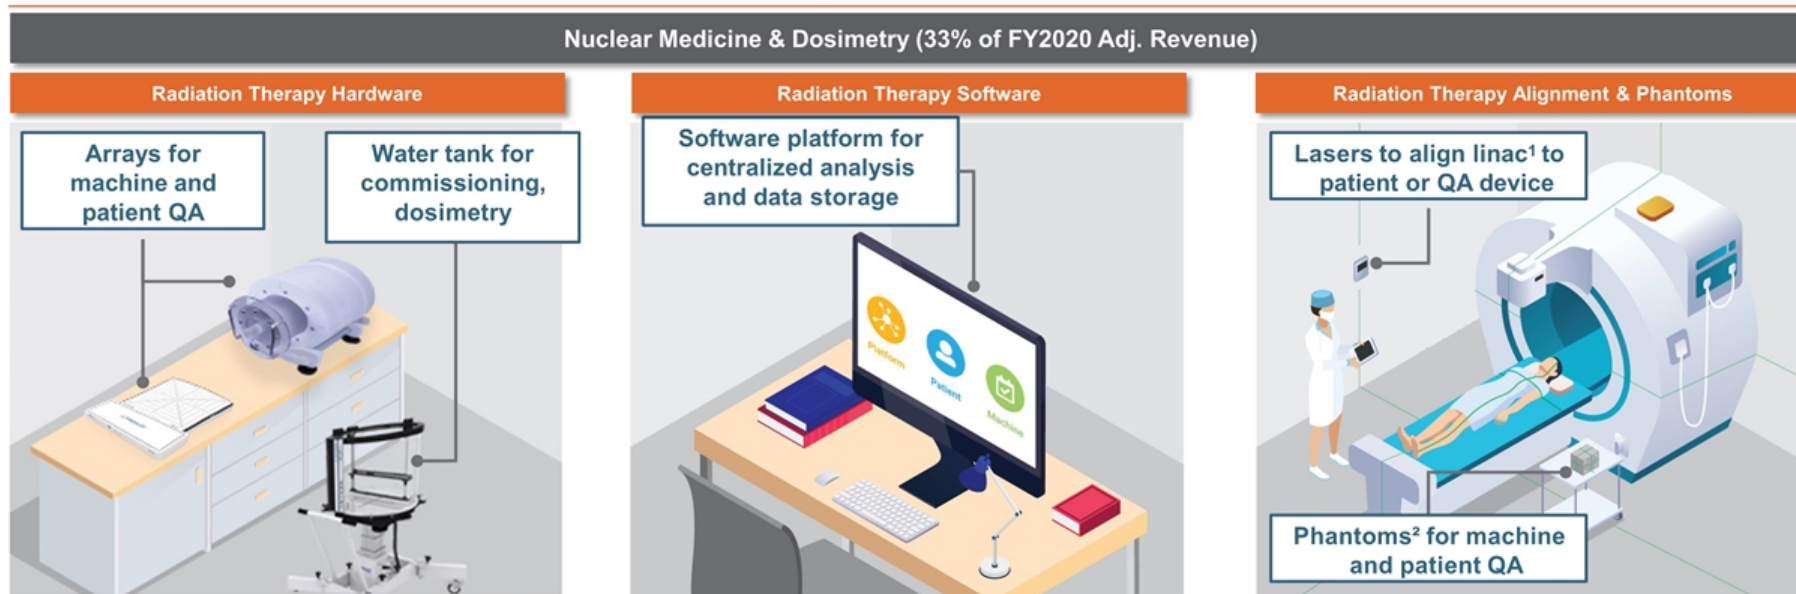 Nuclear Medicine & Dosimetry (33% of FY2020 Adj. Revenue)
Radiation Therapy Hardware
Arrays for
machine and
patient QA
Water tank for
commissioning,
dosimetry
Radiation Therapy Software
Software platform for
centralized analysis
and data storage
Platform
Patient
Machine
Radiation Therapy Alignment & Phantoms
Lasers to align linac¹ to
patient or QA device
Phantoms² for machine
and patient QA